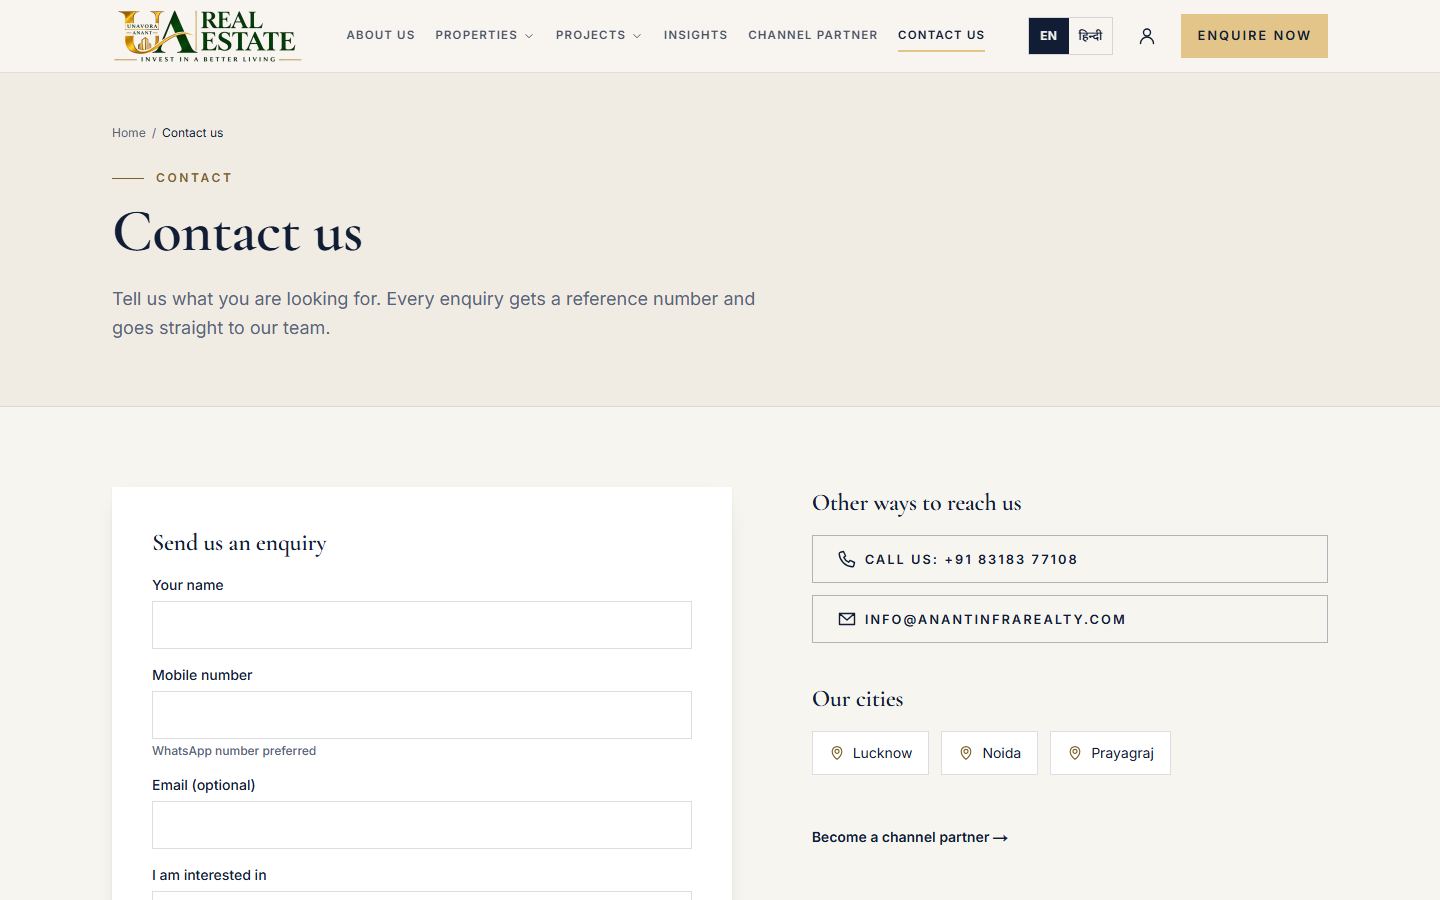 UNAVORA
ANANT
UA REAL
ESTATE
INVEST IN A BETTER LIVING
ABOUT US
PROPERTIES
PROJECTS
INSIGHTS
CHANNEL PARTNER
CONTACT US
EN
हिन्दी
ENQUIRE NOW
Home / Contact us
CONTACT
Contact us
Tell us what you are looking for. Every enquiry gets a reference number and
goes straight to our team.
Send us an enquiry
Your name
Mobile number
WhatsApp number preferred
Email (optional)
I am interested in
Other ways to reach us
CALL US: +91 83183 77108
INFO@ANANTINFRAREALTY.COM
Our cities
Lucknow
Noida
Prayagraj
Become a channel partner →